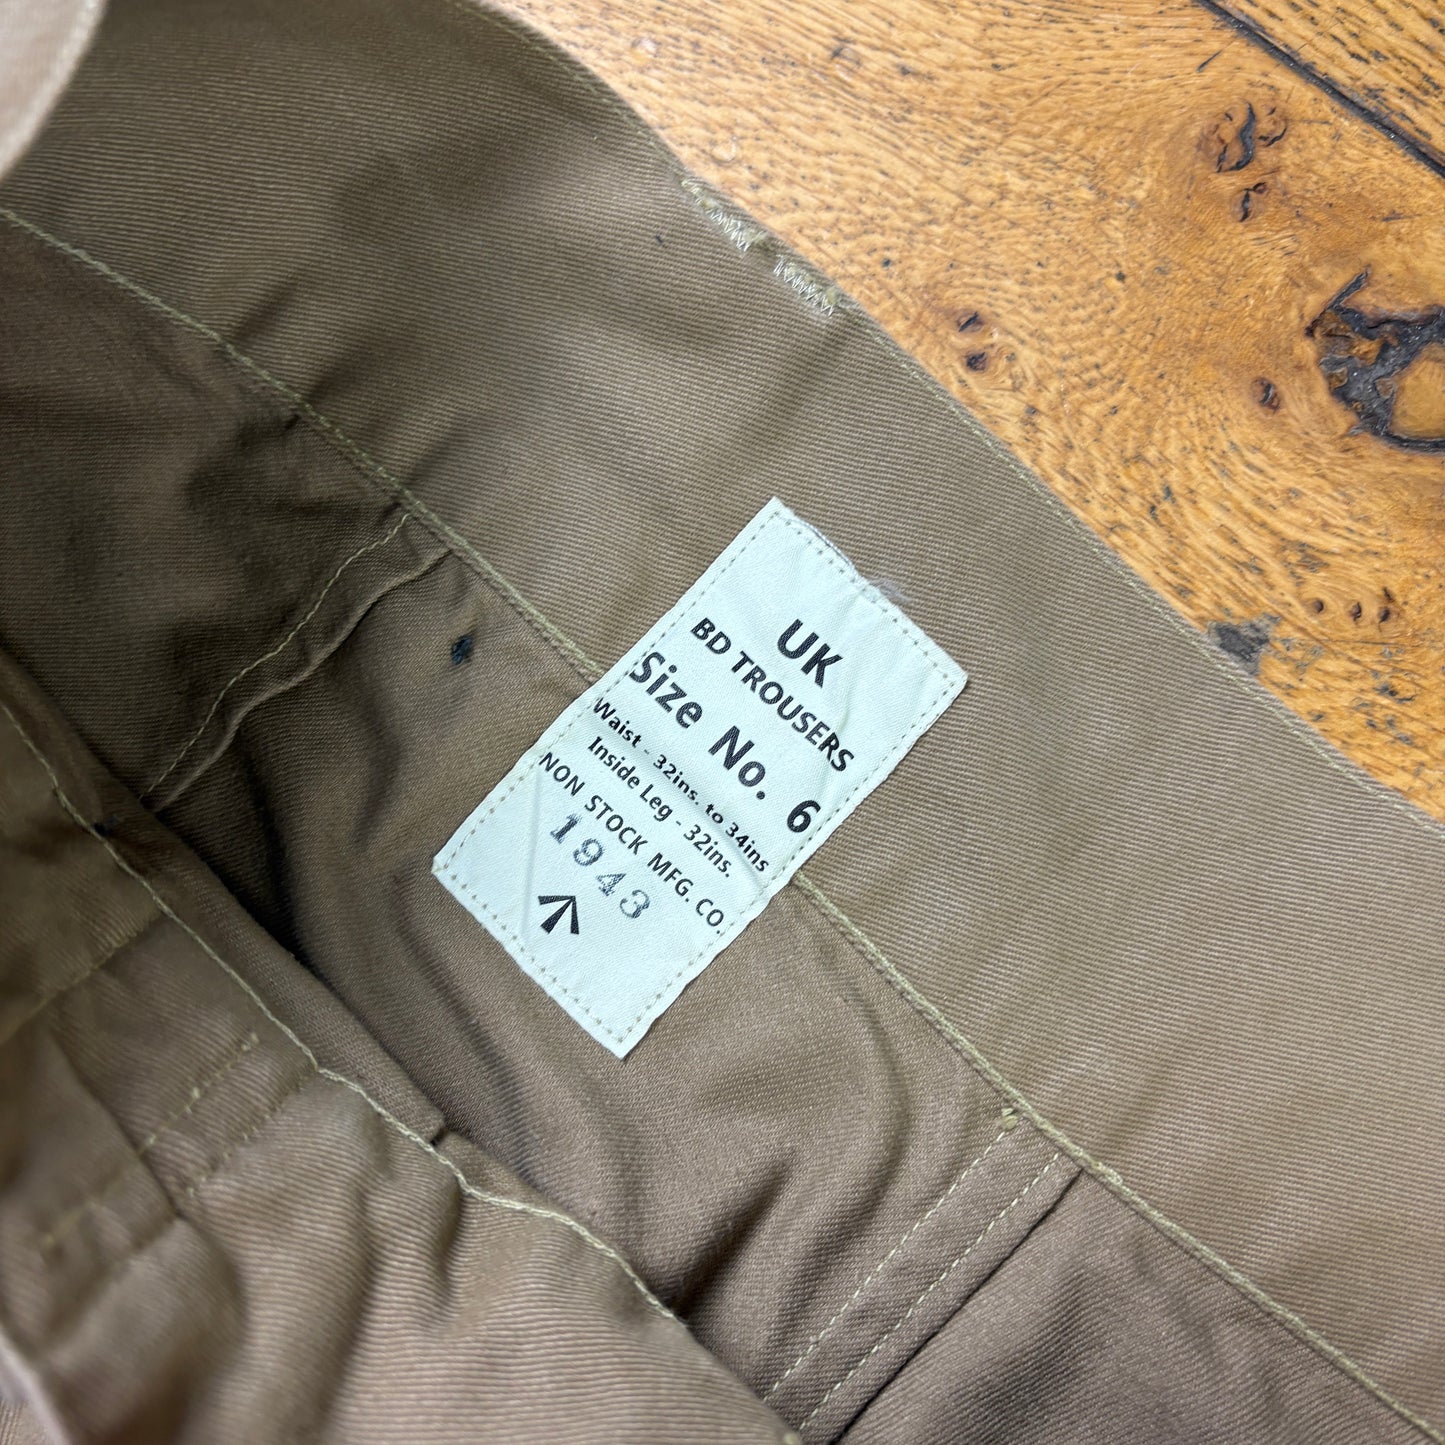 UK
BD TROUSERS
Size No. 6
Waist - 32ins. to 34ins
Inside Leg - 32ins.
NON STOCK MFG. CO.
1943